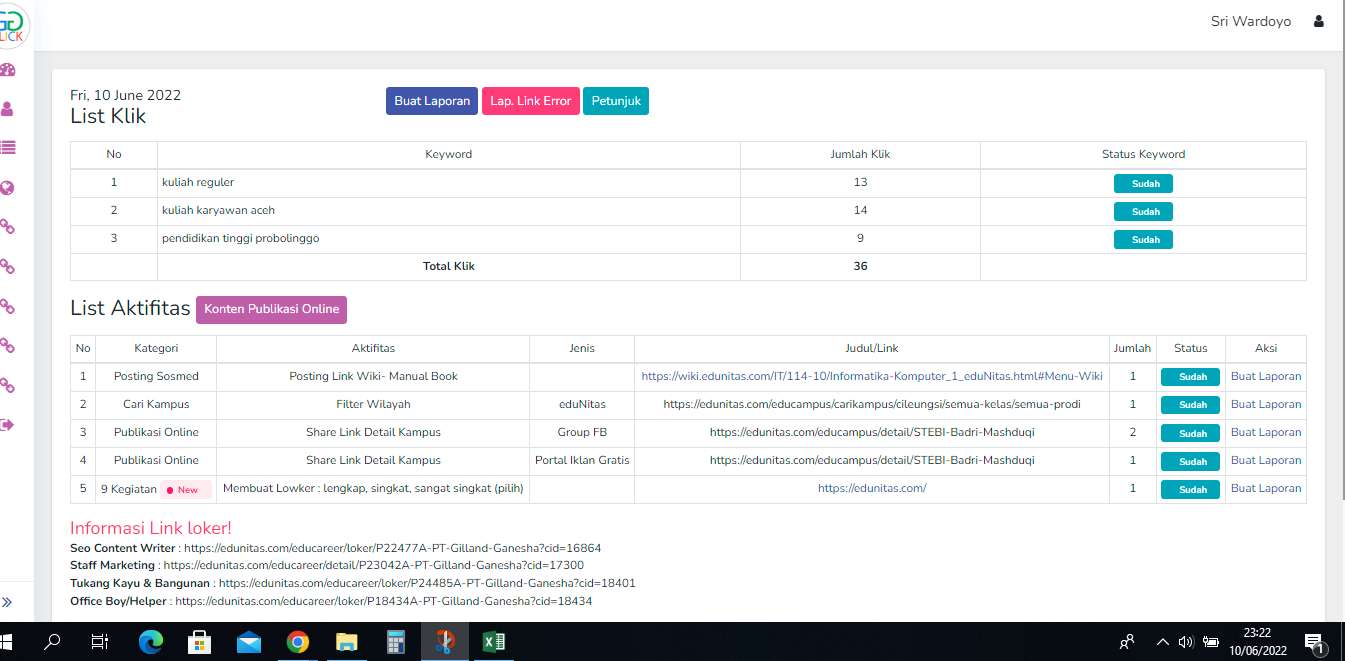 LICK
Sri Wardoyo
Fri, 10 June 2022
List Klik
Buat Laporan Lap. Link Error Petunjuk
No Keyword Jumlah Klik Status Keyword
1 kuliah reguler 13 Sudah
2 kuliah karyawan aceh 14 Sudah
3 pendidikan tinggi probolinggo 9 Sudah
Total Klik 36
List Aktifitas Konten Publikasi Online
No Kategori Aktifitas Jenis Judul/Link Jumlah Status Aksi
1 Posting Sosmed Posting Link Wiki- Manual Book https://wiki.edunitas.com/IT/114-10/Informatika-Komputer_1_eduNitas.html#Menu-Wiki 1 Sudah Buat Laporan
2 Cari Kampus Filter Wilayah eduNitas https://edunitas.com/educampus/carikampus/cileungsi/semua-kelas/semua-prodi 1 Sudah Buat Laporan
3 Publikasi Online Share Link Detail Kampus Group FB https://edunitas.com/educampus/detail/STEBI-Badri-Mashduqi 2 Sudah Buat Laporan
4 Publikasi Online Share Link Detail Kampus Portal Iklan Gratis https://edunitas.com/educampus/detail/STEBI-Badri-Mashduqi 1 Sudah Buat Laporan
5 9 Kegiatan New Membuat Lowker : lengkap, singkat, sangat singkat (pilih) https://edunitas.com/ 1 Sudah Buat Laporan
Informasi Link loker!
Seo Content Writer : https://edunitas.com/educareer/loker/P22477A-PT-Gilland-Ganesha?cid=16864
Staff Marketing : https://edunitas.com/educareer/detail/P23042A-PT-Gilland-Ganesha?cid=17300
Tukang Kayu & Bangunan : https://edunitas.com/educareer/loker/P24485A-PT-Gilland-Ganesha?cid=18401
Office Boy/Helper : https://edunitas.com/educareer/loker/P18434A-PT-Gilland-Ganesha?cid=18434
23:22
10/06/2022
1